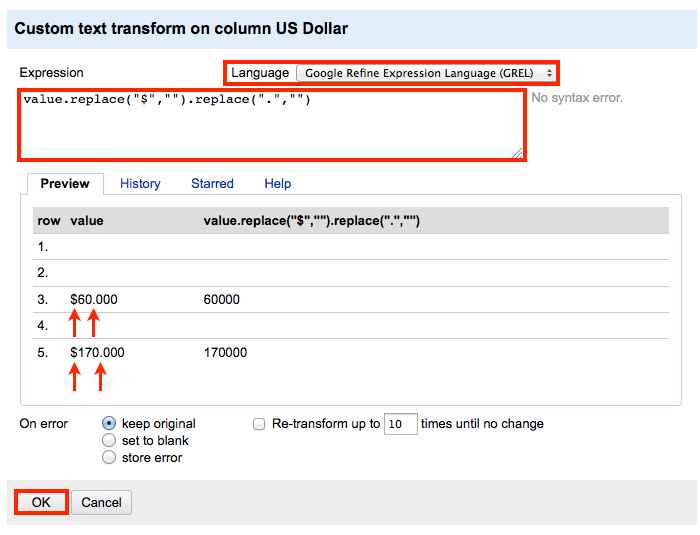 Custom text transform on column US Dollar
Expression Language Google Refine Expression Language (GREL)
value.replace("$","").replace(".","") No syntax error.
Preview History Starred Help
row value value.replace("$","").replace(".","")
1.
2.
3. $60.000 60000
4.
5. $170.000 170000
On error keep original Re-transform up to 10 times until no change
set to blank
store error
OK Cancel